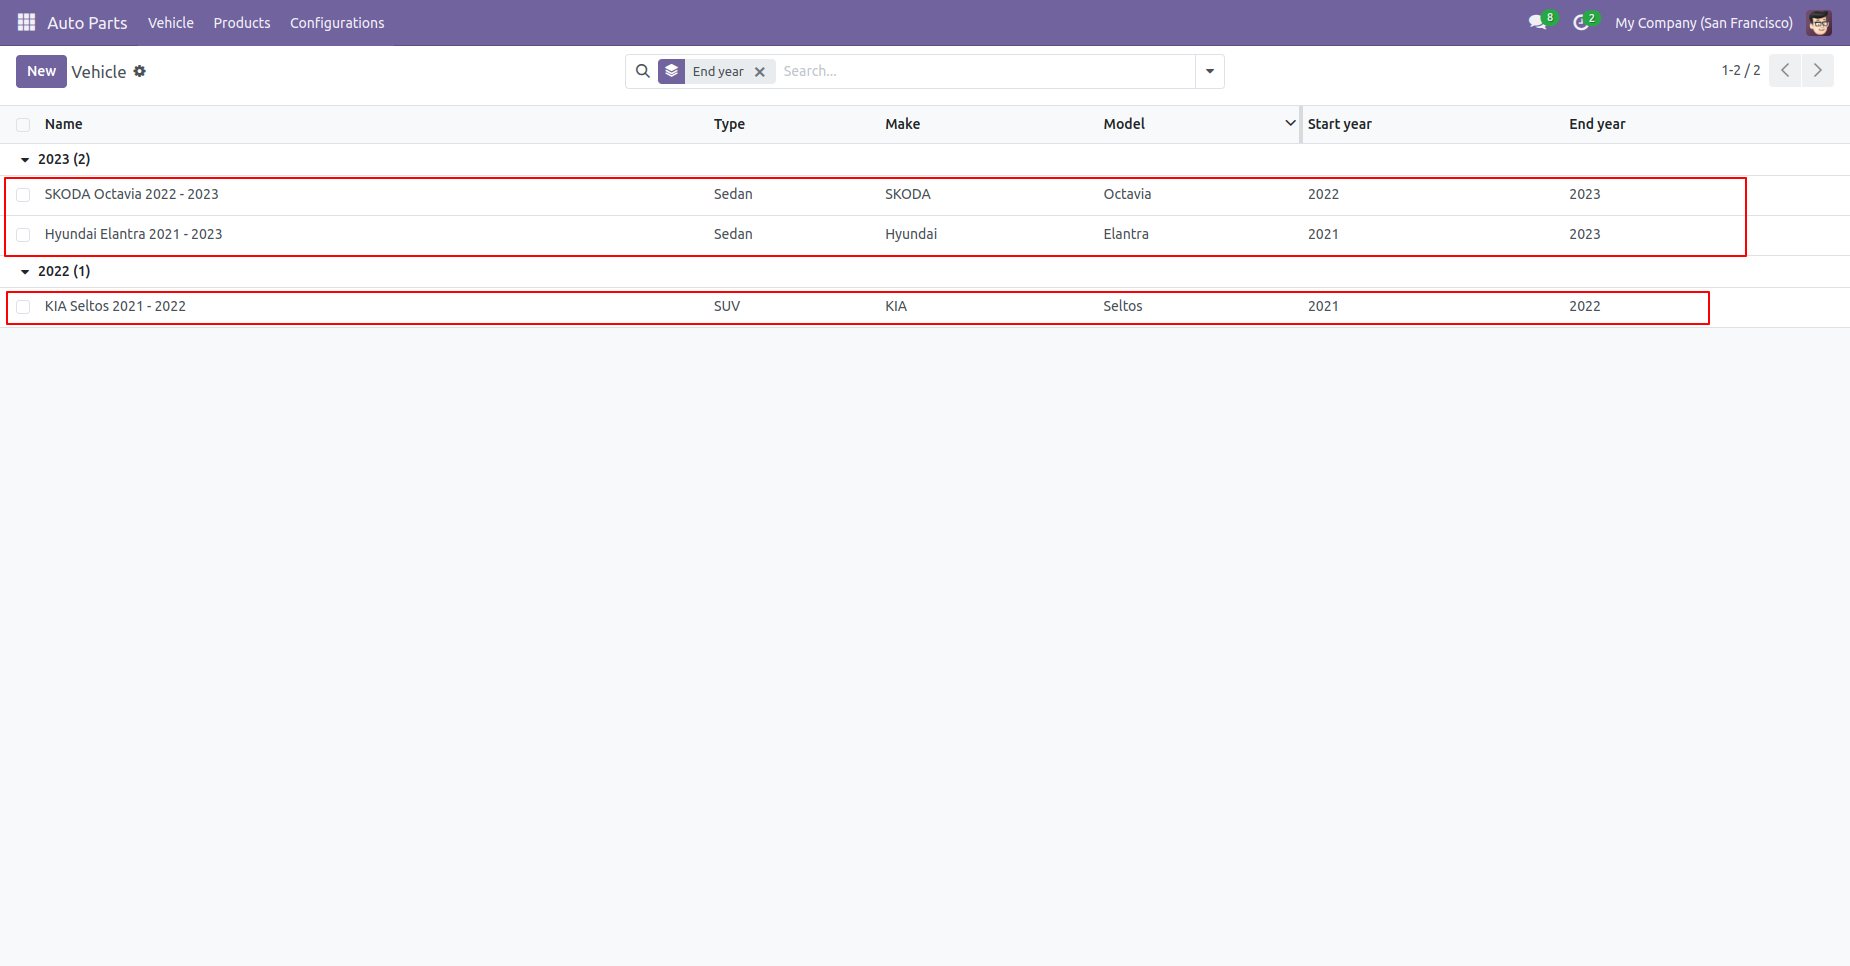 Auto Parts Vehicle Products Configurations 8 2 My Company (San Francisco)
New Vehicle End year Search... 1-2 / 2
Name Type Make Model Start year End year
2023 (2)
SKODA Octavia 2022 - 2023 Sedan SKODA Octavia 2022 2023
Hyundai Elantra 2021 - 2023 Sedan Hyundai Elantra 2021 2023
2022 (1)
KIA Seltos 2021 - 2022 SUV KIA Seltos 2021 2022